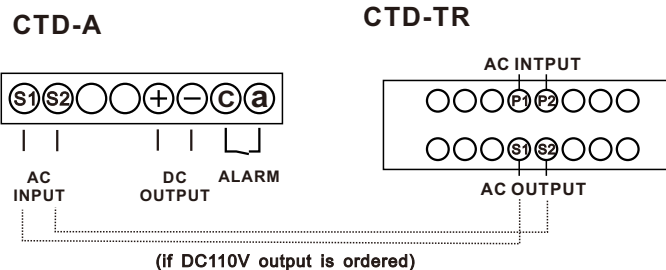 CTD-A
CTD-TR
AC INTPUT
S1 S2 + − C a
P1 P2
S1 S2
AC INPUT
DC OUTPUT
ALARM
AC OUTPUT
(if DC110V output is ordered)